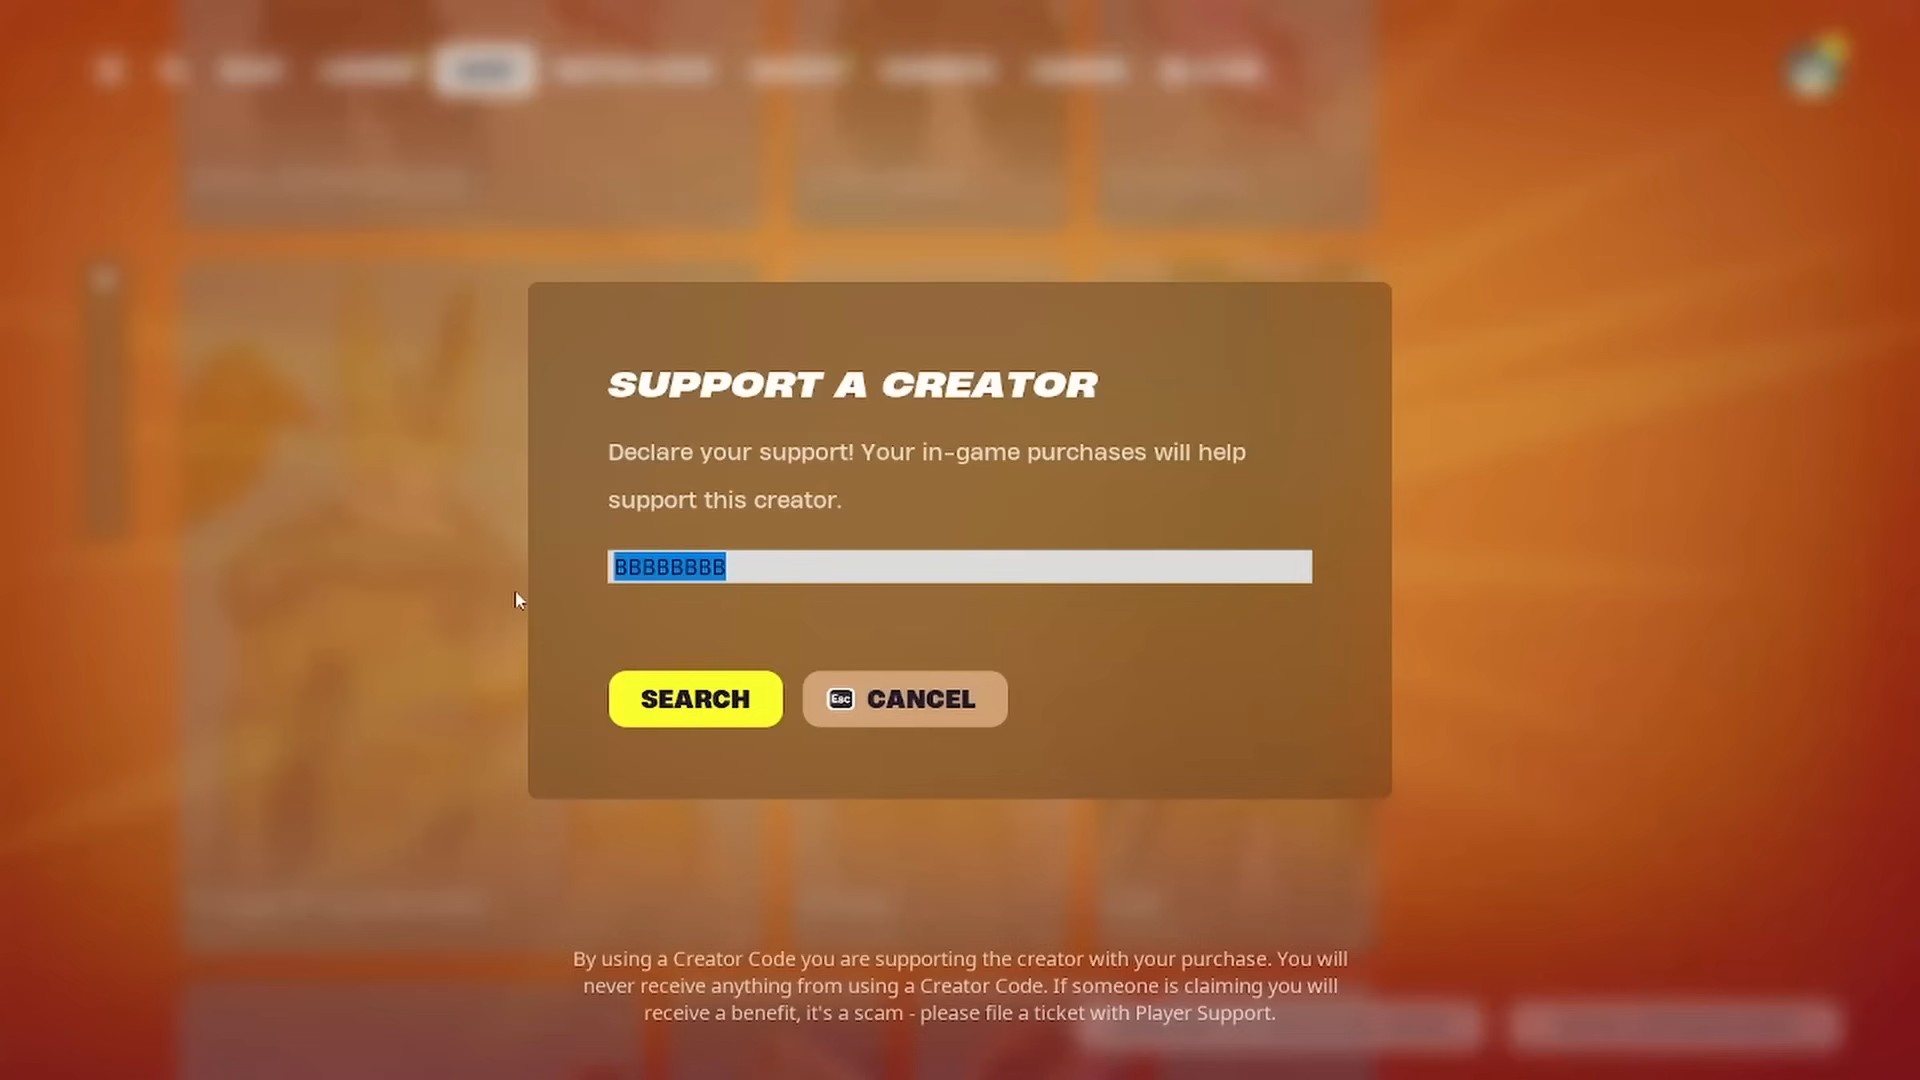 SUPPORT A CREATOR
Declare your support! Your in-game purchases will help
support this creator.
BBBBBBBB
SEARCH
Esc CANCEL
By using a Creator Code you are supporting the creator with your purchase. You will
never receive anything from using a Creator Code. If someone is claiming you will
receive a benefit, it's a scam - please file a ticket with Player Support.